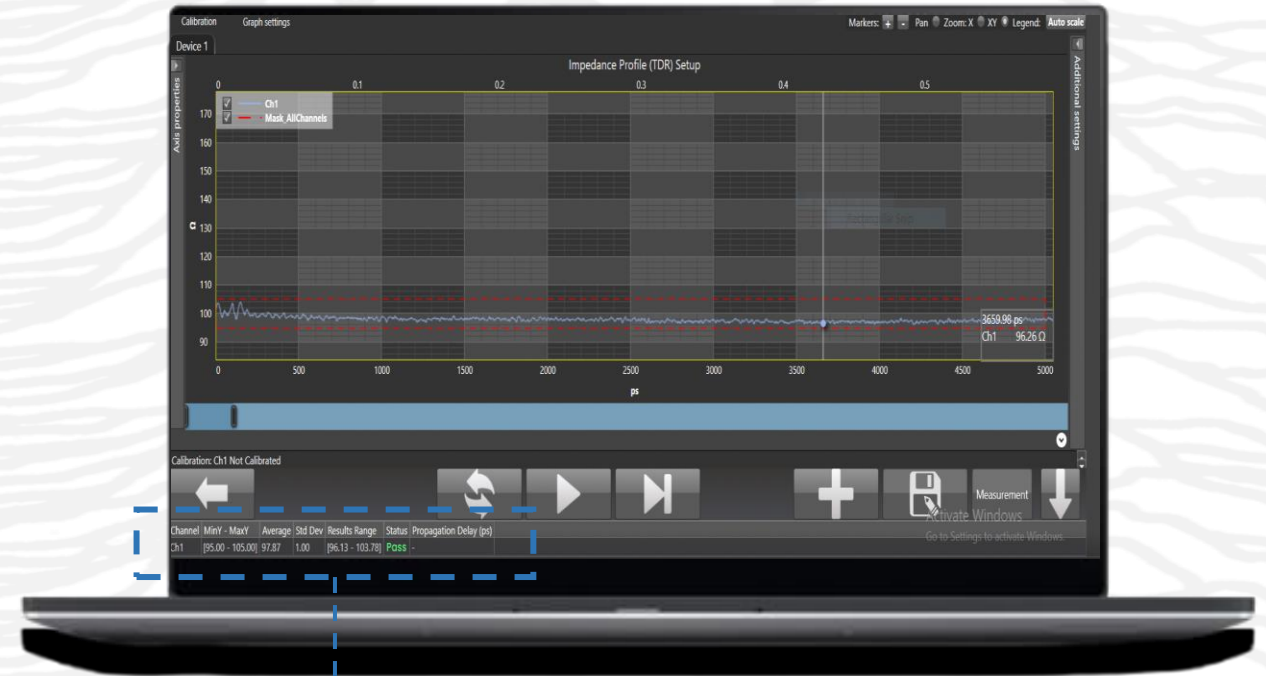 Calibration Graph settings Markers: + - Pan Zoom: X XY Legend: Auto scale
Device 1
Impedance Profile (TDR) Setup
Axis properties
Additional settings
0 0.1 0.2 0.3 0.4 0.5
Ch1
Mask_AllChannels
170
160
150
140
Ω 130
120
110
100
90
3659.98 ps
Ch1 96.26 Ω
0 500 1000 1500 2000 2500 3000 3500 4000 4500 5000
ps
Calibration: Ch1 Not Calibrated
Measurement
Activate Windows
Go to Settings to activate Windows.
Channel MinY - MaxY Average Std Dev Results Range Status Propagation Delay (ps)
Ch1 [95.00 - 105.00] 97.87 1.00 [96.13 - 103.78] Pass -